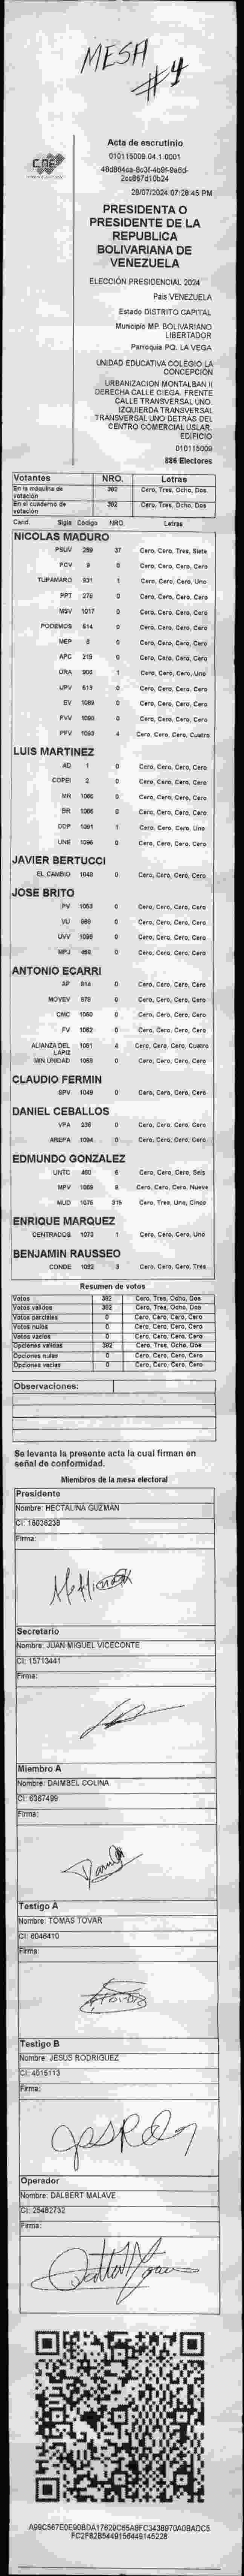 MESA
#4
Acta de escrutinio
010115009.04.1.0001
28/07/2024 07:28:45 PM
CNE
PRESIDENTA O
PRESIDENTE DE LA
REPUBLICA
BOLIVARIANA DE
VENEZUELA
ELECCIÓN PRESIDENCIAL 2024
Pais VENEZUELA
Estado DISTRITO CAPITAL
Municipio MP. BOLIVARIANO
LIBERTADOR
Parroquia PQ. LA VEGA
UNIDAD EDUCATIVA COLEGIO LA
CONCEPCIÓN
URBANIZACION MONTALBAN II
DERECHA CALLE CIEGA. FRENTE
CALLE TRANSVERSAL UNO.
IZQUIERDA TRANSVERSAL
TRANSVERSAL UNO DETRAS DEL
CENTRO COMERCIAL USLAR.
EDIFICIO
010115009
886 Electores
Votantes NRO. Letras
En la máquina de votación 382 Cero, Tres, Ocho, Dos
En el cuaderno de votación 382 Cero, Tres, Ocho, Dos
Cand. Sigla Código NRO. Letras
NICOLAS MADURO
PSUV 289 37 Cero, Cero, Tres, Siete
PCV 9 0 Cero, Cero, Cero, Cero
TUPAMARO 931 1 Cero, Cero, Cero, Uno
PPT 276 0 Cero, Cero, Cero, Cero
MSV 1017 0 Cero, Cero, Cero, Cero
PODEMOS 514 0 Cero, Cero, Cero, Cero
MEP 6 0 Cero, Cero, Cero, Cero
APC 219 0 Cero, Cero, Cero, Cero
ORA 906 1 Cero, Cero, Cero, Uno
UPV 513 0 Cero, Cero, Cero, Cero
EV 1089 0 Cero, Cero, Cero, Cero
PVV 1090 0 Cero, Cero, Cero, Cero
PFV 1093 4 Cero, Cero, Cero, Cuatro
LUIS MARTINEZ
AD 1 0 Cero, Cero, Cero, Cero
COPEI 2 0 Cero, Cero, Cero, Cero
MR 1065 0 Cero, Cero, Cero, Cero
BR 1066 0 Cero, Cero, Cero, Cero
DDP 1091 1 Cero, Cero, Cero, Uno
UNE 1096 0 Cero, Cero, Cero, Cero
JAVIER BERTUCCI
EL CAMBIO 1048 0 Cero, Cero, Cero, Cero
JOSE BRITO
PV 1053 0 Cero, Cero, Cero, Cero
VU 989 0 Cero, Cero, Cero, Cero
UVV 1095 0 Cero, Cero, Cero, Cero
MPJ 458 0 Cero, Cero, Cero, Cero
ANTONIO ECARRI
AP 914 0 Cero, Cero, Cero, Cero
MOVEV 979 0 Cero, Cero, Cero, Cero
CMC 1060 0 Cero, Cero, Cero, Cero
FV 1062 0 Cero, Cero, Cero, Cero
ALIANZA DEL LAPIZ 1061 4 Cero, Cero, Cero, Cuatro
MIN UNIDAD 1068 0 Cero, Cero, Cero, Cero
CLAUDIO FERMIN
SPV 1049 0 Cero, Cero, Cero, Cero
DANIEL CEBALLOS
VPA 236 0 Cero, Cero, Cero, Cero
AREPA 1094 0 Cero, Cero, Cero, Cero
EDMUNDO GONZALEZ
UNTC 460 6 Cero, Cero, Cero, Seis
MPV 1069 9 Cero, Cero, Cero, Nueve
MUD 1075 315 Cero, Tres, Uno, Cinco
ENRIQUE MARQUEZ
CENTRADOS 1073 1 Cero, Cero, Cero, Uno
BENJAMIN RAUSSEO
CONDE 1092 3 Cero, Cero, Cero, Tres
Resumen de votos
Votos 382 Cero, Tres, Ocho, Dos
Votos validos 382 Cero, Tres, Ocho, Dos
Votos parciales 0 Cero, Cero, Cero, Cero
Votos nulos 0 Cero, Cero, Cero, Cero
Votos vacios 0 Cero, Cero, Cero, Cero
Opciones validas 382 Cero, Tres, Ocho, Dos
Opciones nulas 0 Cero, Cero, Cero, Cero
Opciones vacias 0 Cero, Cero, Cero, Cero
Observaciones:
Se levanta la presente acta la cual firman en
señal de conformidad.
Miembros de la mesa electoral
Presidente
Nombre: HECTALINA GUZMAN
CI: 16036238
Firma:
Secretario
Nombre: JUAN MIGUEL VICECONTE
CI: 15713441
Firma:
Miembro A
Nombre: DAIMBEL COLINA
CI: 6367499
Firma:
Testigo A
Nombre: TOMAS TOVAR
CI: 6046410
Firma:
Testigo B
Nombre: JESUS RODRIGUEZ
CI: 4015113
Firma:
Operador
Nombre: DALBERT MALAVE
CI: 25482732
Firma: